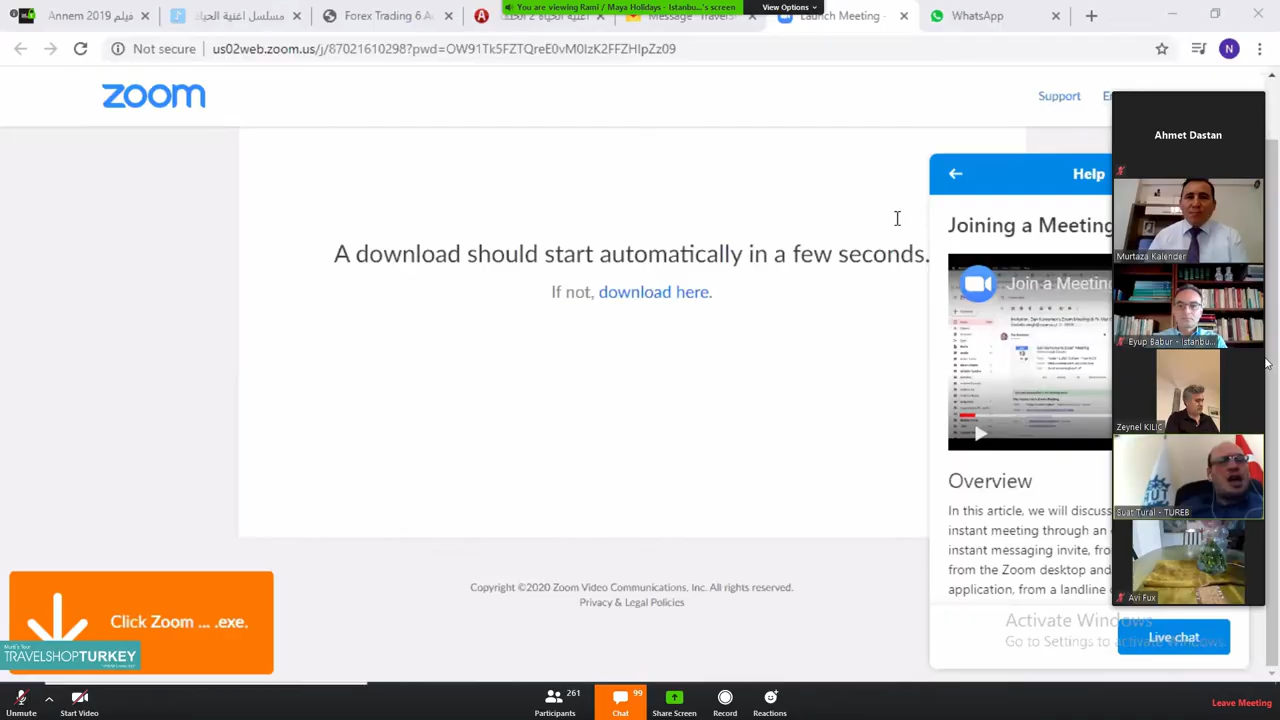 You are viewing Rami / Maya Holidays - Istanbu...'s screen
View Options
فيلم Annem 2019
مسلسل اغنية الحياة
Forex Trading 6 A
Launch Meeting -
WhatsApp
Not secure
us02web.zoom.us/j/87021610298?pwd=OW91Tk5FZTQreE0vM0IzK2FFZHlpZz09
N
zoom
Support
Ahmet Dastan
Help
A download should start automatically in a few seconds.
If not, download here.
Joining a Meeting
Join a Meeting
Murtaza Kalender
Eyup Babur - Istanbu...
Zeynel KILIC
Suat Tural - TUREB
Avi Fux
Overview
In this article, we will discuss
instant meeting through an
instant messaging invite, fro
from the Zoom desktop and
application, from a landline
Copyright ©2020 Zoom Video Communications, Inc. All rights reserved.
Privacy & Legal Policies
Click Zoom ... .exe.
Activate Windows
Go to Settings to activate Windows.
Live chat
TRAVELSHOPTURKEY
Unmute
Start Video
261
Participants
99
Chat
Share Screen
Record
Reactions
Leave Meeting